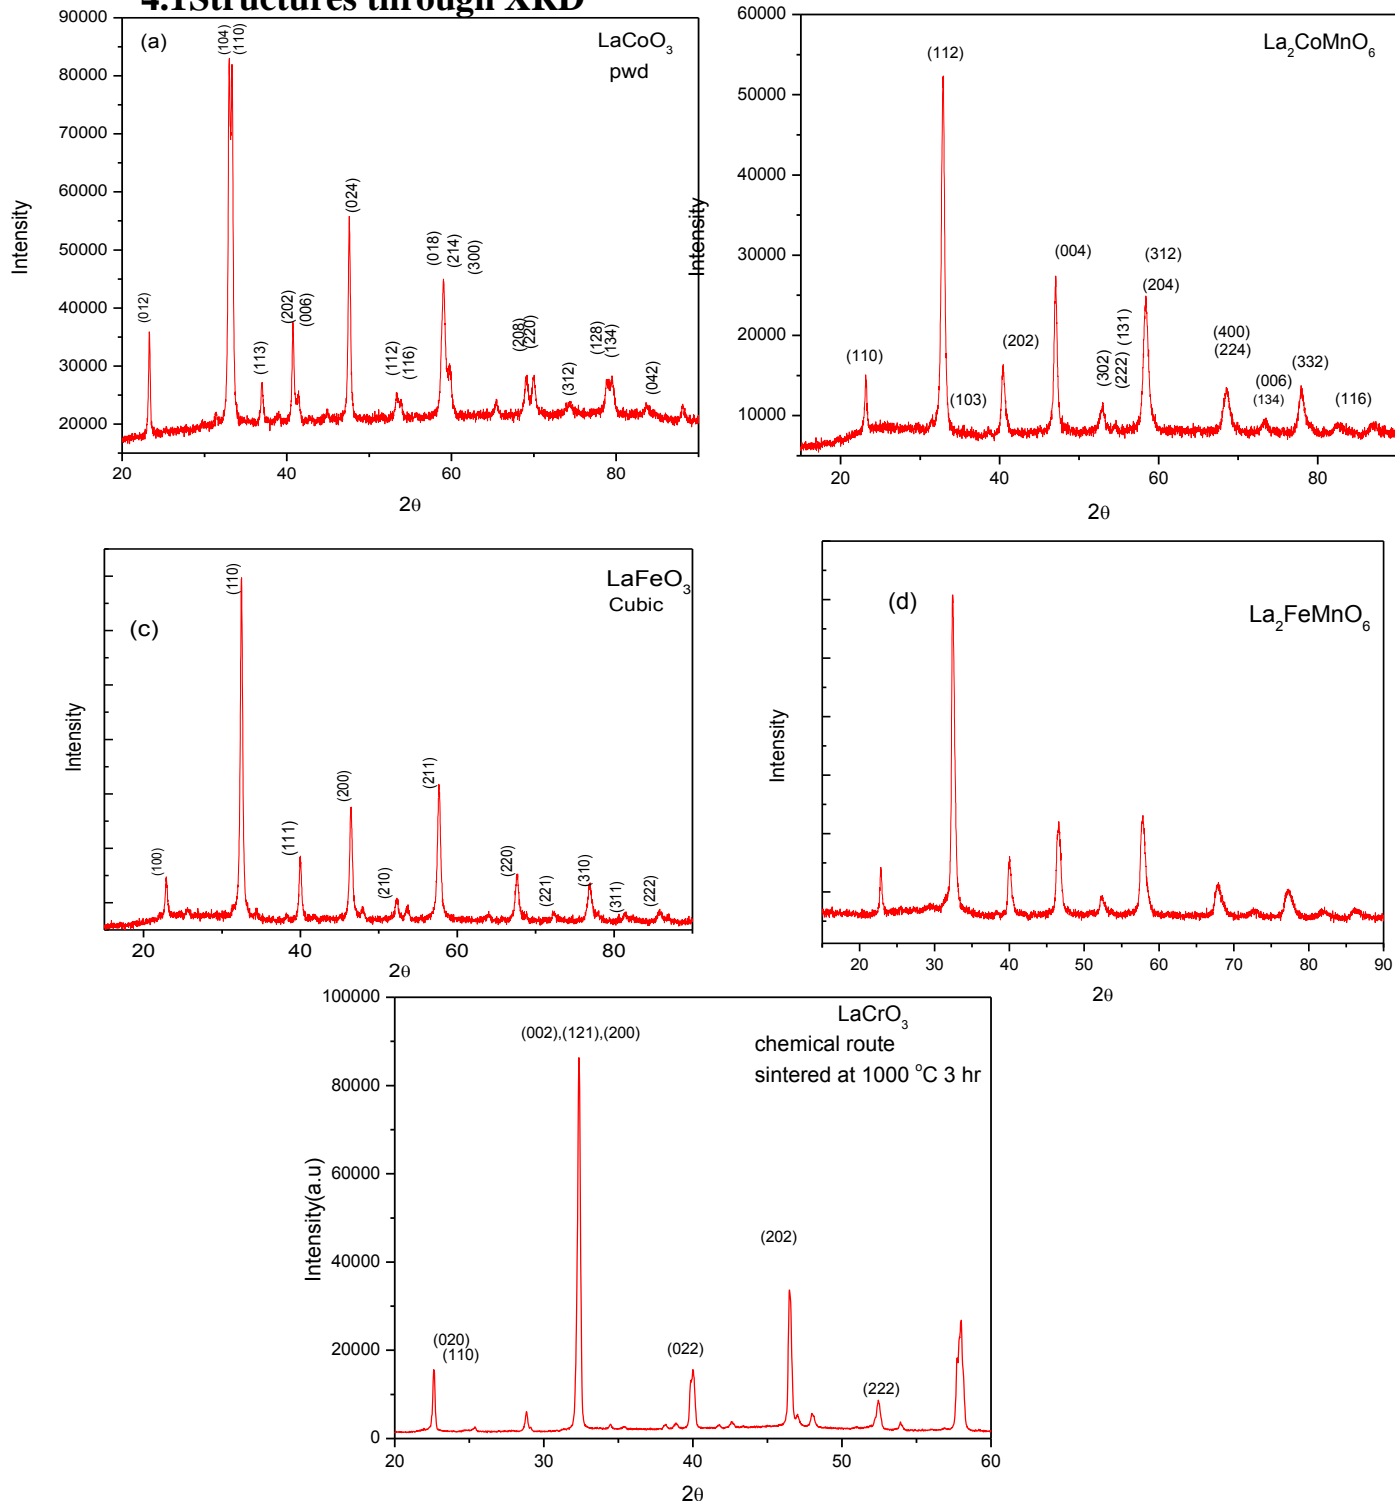 4.1Structures through XRD
(a)
LaCoO3
pwd
(012)
(104)
(110)
(113)
(202)
(006)
(024)
(112)
(116)
(018)
(214)
(300)
(208)
(220)
(312)
(128)
(134)
(042)
90000
80000
70000
60000
50000
40000
30000
20000
Intensity
20 40 60 80
2θ
La2CoMnO6
(110)
(112)
(103)
(202)
(004)
(302)
(222)
(131)
(312)
(204)
(400)
(224)
(006)
(134)
(332)
(116)
60000
50000
40000
30000
20000
10000
Intensity
20 40 60 80
2θ
(c)
LaFeO3
Cubic
(100)
(110)
(111)
(200)
(210)
(211)
(220)
(221)
(310)
(311)
(222)
Intensity
20 40 60 80
2θ
(d)
La2FeMnO6
Intensity
20 30 40 50 60 70 80 90
2θ
LaCrO3
chemical route
sintered at 1000 °C 3 hr
(002),(121),(200)
(020)
(110)
(022)
(202)
(222)
100000
80000
60000
40000
20000
0
Intensity(a.u)
20 30 40 50 60
2θ